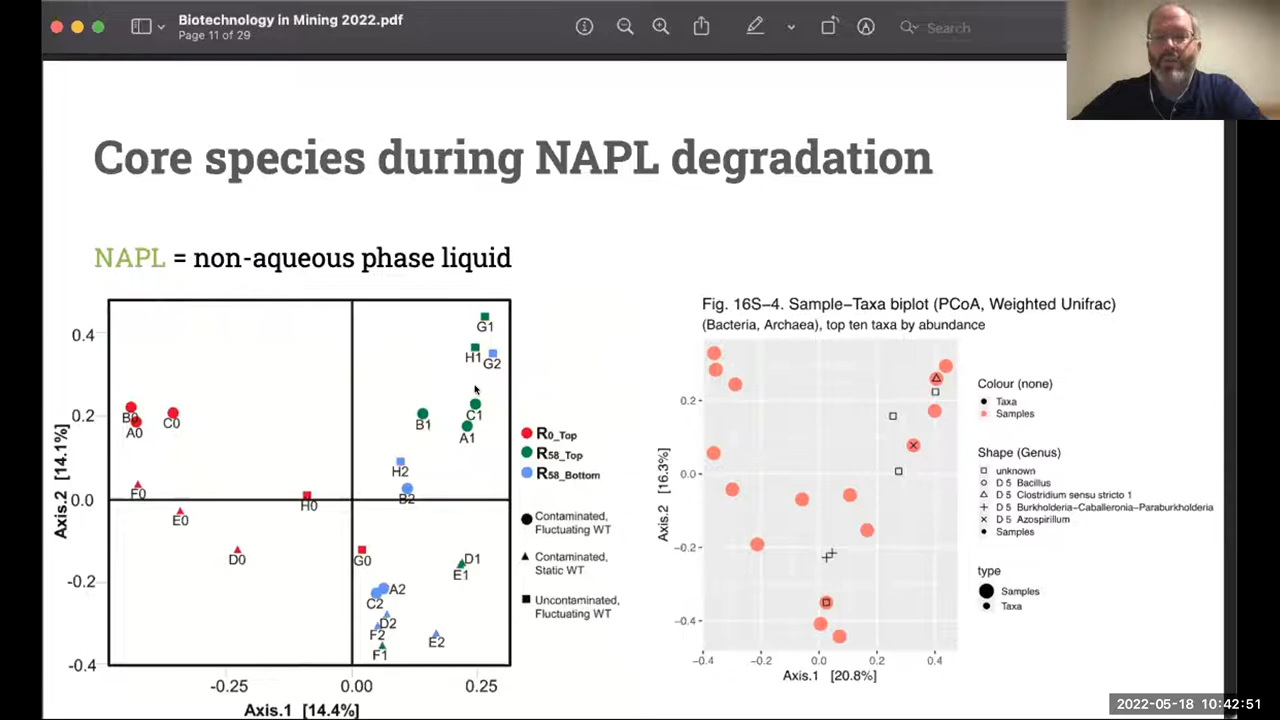 Biotechnology in Mining 2022.pdf
Page 11 of 29
Search
Core species during NAPL degradation
NAPL = non-aqueous phase liquid
Axis.2 [14.1%]
0.4
0.2
0.0
-0.2
-0.4
G1
H1
G2
B0
A0
C0
B1
C1
A1
H2
B2
F0
H0
E0
D0
G0
D1
E1
A2
C2
D2
F2
E2
F1
-0.25
0.00
0.25
Axis.1 [14.4%]
R0_Top
R58_Top
R58_Bottom
Contaminated,
Fluctuating WT
Contaminated,
Static WT
Uncontaminated,
Fluctuating WT
Fig. 16S−4. Sample−Taxa biplot (PCoA, Weighted Unifrac)
(Bacteria, Archaea), top ten taxa by abundance
Axis.2 [16.3%]
0.2
0.0
−0.2
−0.4
−0.4
−0.2
0.0
0.2
0.4
Axis.1 [20.8%]
Colour (none)
Taxa
Samples
Shape (Genus)
unknown
D 5 Bacillus
D 5 Clostridium sensu stricto 1
D 5 Burkholderia−Caballeronia−Paraburkholderia
D 5 Azospirillum
Samples
type
Samples
Taxa
2022-05-18 10:42:51